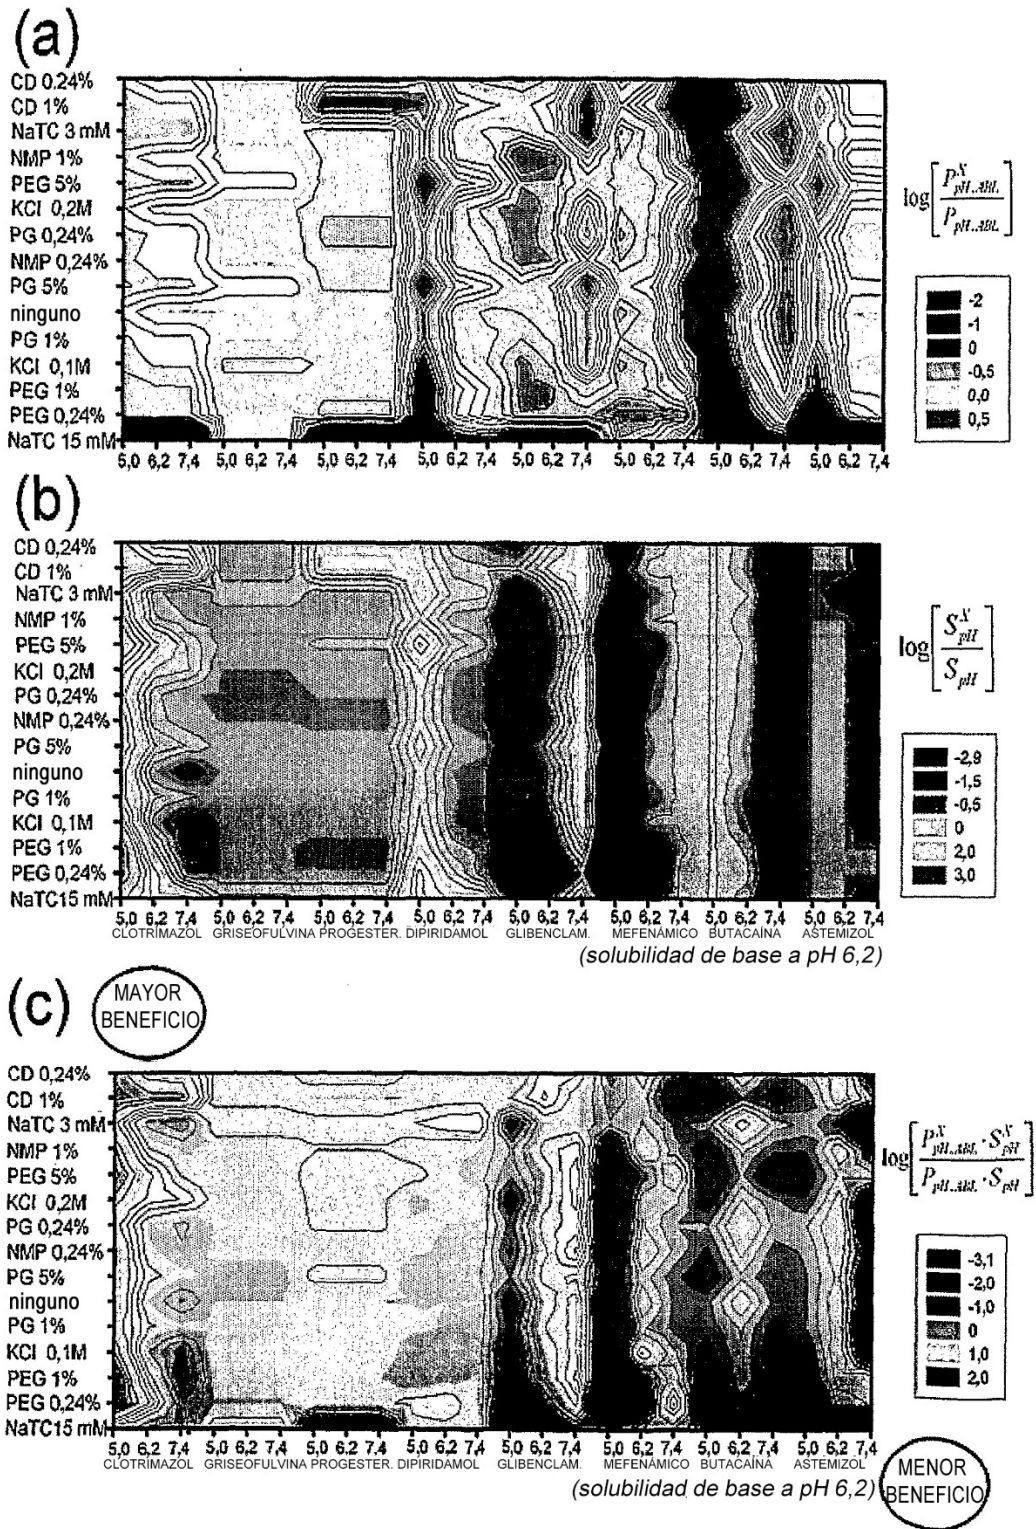 (a)
CD 0.24%
CD 1%
NaTC 3 mM
NMP 1%
PEG 5%
KCl 0,2M
PG 0,24%
NMP 0,24%
PG 5%
ninguno
PG 1%
KCl 0,1M
PEG 1%
PEG 0,24%
NaTC 15 mM
5,0 6,2 7,4 5,0 6,2 7,4 5,0 6,2 7,4 5,0 6,2 7,4 5,0 6,2 7,4 5,0 6,2 7,4 5,0 6,2 7,4 5,0 6,2 7,4
log[P^X_pH,ABL / P_pH,ABL]
-2
-1
0
-0,5
0,0
0,5
(b)
CD 0,24%
CD 1%
NaTC 3 mM
NMP 1%
PEG 5%
KCl 0,2M
PG 0,24%
NMP 0,24%
PG 5%
ninguno
PG 1%
KCl 0,1M
PEG 1%
PEG 0,24%
NaTC15 mM
5,0 6,2 7,4 5,0 6,2 7,4 5,0 6,2 7,4 5,0 6,2 7,4 5,0 6,2 7,4 5,0 6,2 7,4 5,0 6,2 7,4 5,0 6,2 7,4
CLOTRIMAZOL GRISEOFULVINA PROGESTER. DIPIRIDAMOL GLIBENCLAM. MEFENÁMICO BUTACAÍNA ASTEMIZOL
(solubilidad de base a pH 6,2)
log[S^X_pH / S_pH]
-2,9
-1,5
-0,5
0
2,0
3,0
(c)
MAYOR
BENEFICIO
CD 0,24%
CD 1%
NaTC 3 mM
NMP 1%
PEG 5%
KCl 0,2M
PG 0,24%
NMP 0,24%
PG 5%
ninguno
PG 1%
KCl 0,1M
PEG 1%
PEG 0,24%
NaTC15 mM
5,0 6,2 7,4 5,0 6,2 7,4 5,0 6,2 7,4 5,0 6,2 7,4 5,0 6,2 7,4 5,0 6,2 7,4 5,0 6,2 7,4 5,0 6,2 7,4
CLOTRIMAZOL GRISEOFULVINA PROGESTER. DIPIRIDAMOL GLIBENCLAM. MEFENÁMICO BUTACAÍNA ASTEMIZOL
(solubilidad de base a pH 6,2)
log[P^X_pH,ABL · S^X_pH / P_pH,ABL · S_pH]
-3,1
-2,0
-1,0
0
1,0
2,0
MENOR
BENEFICIO